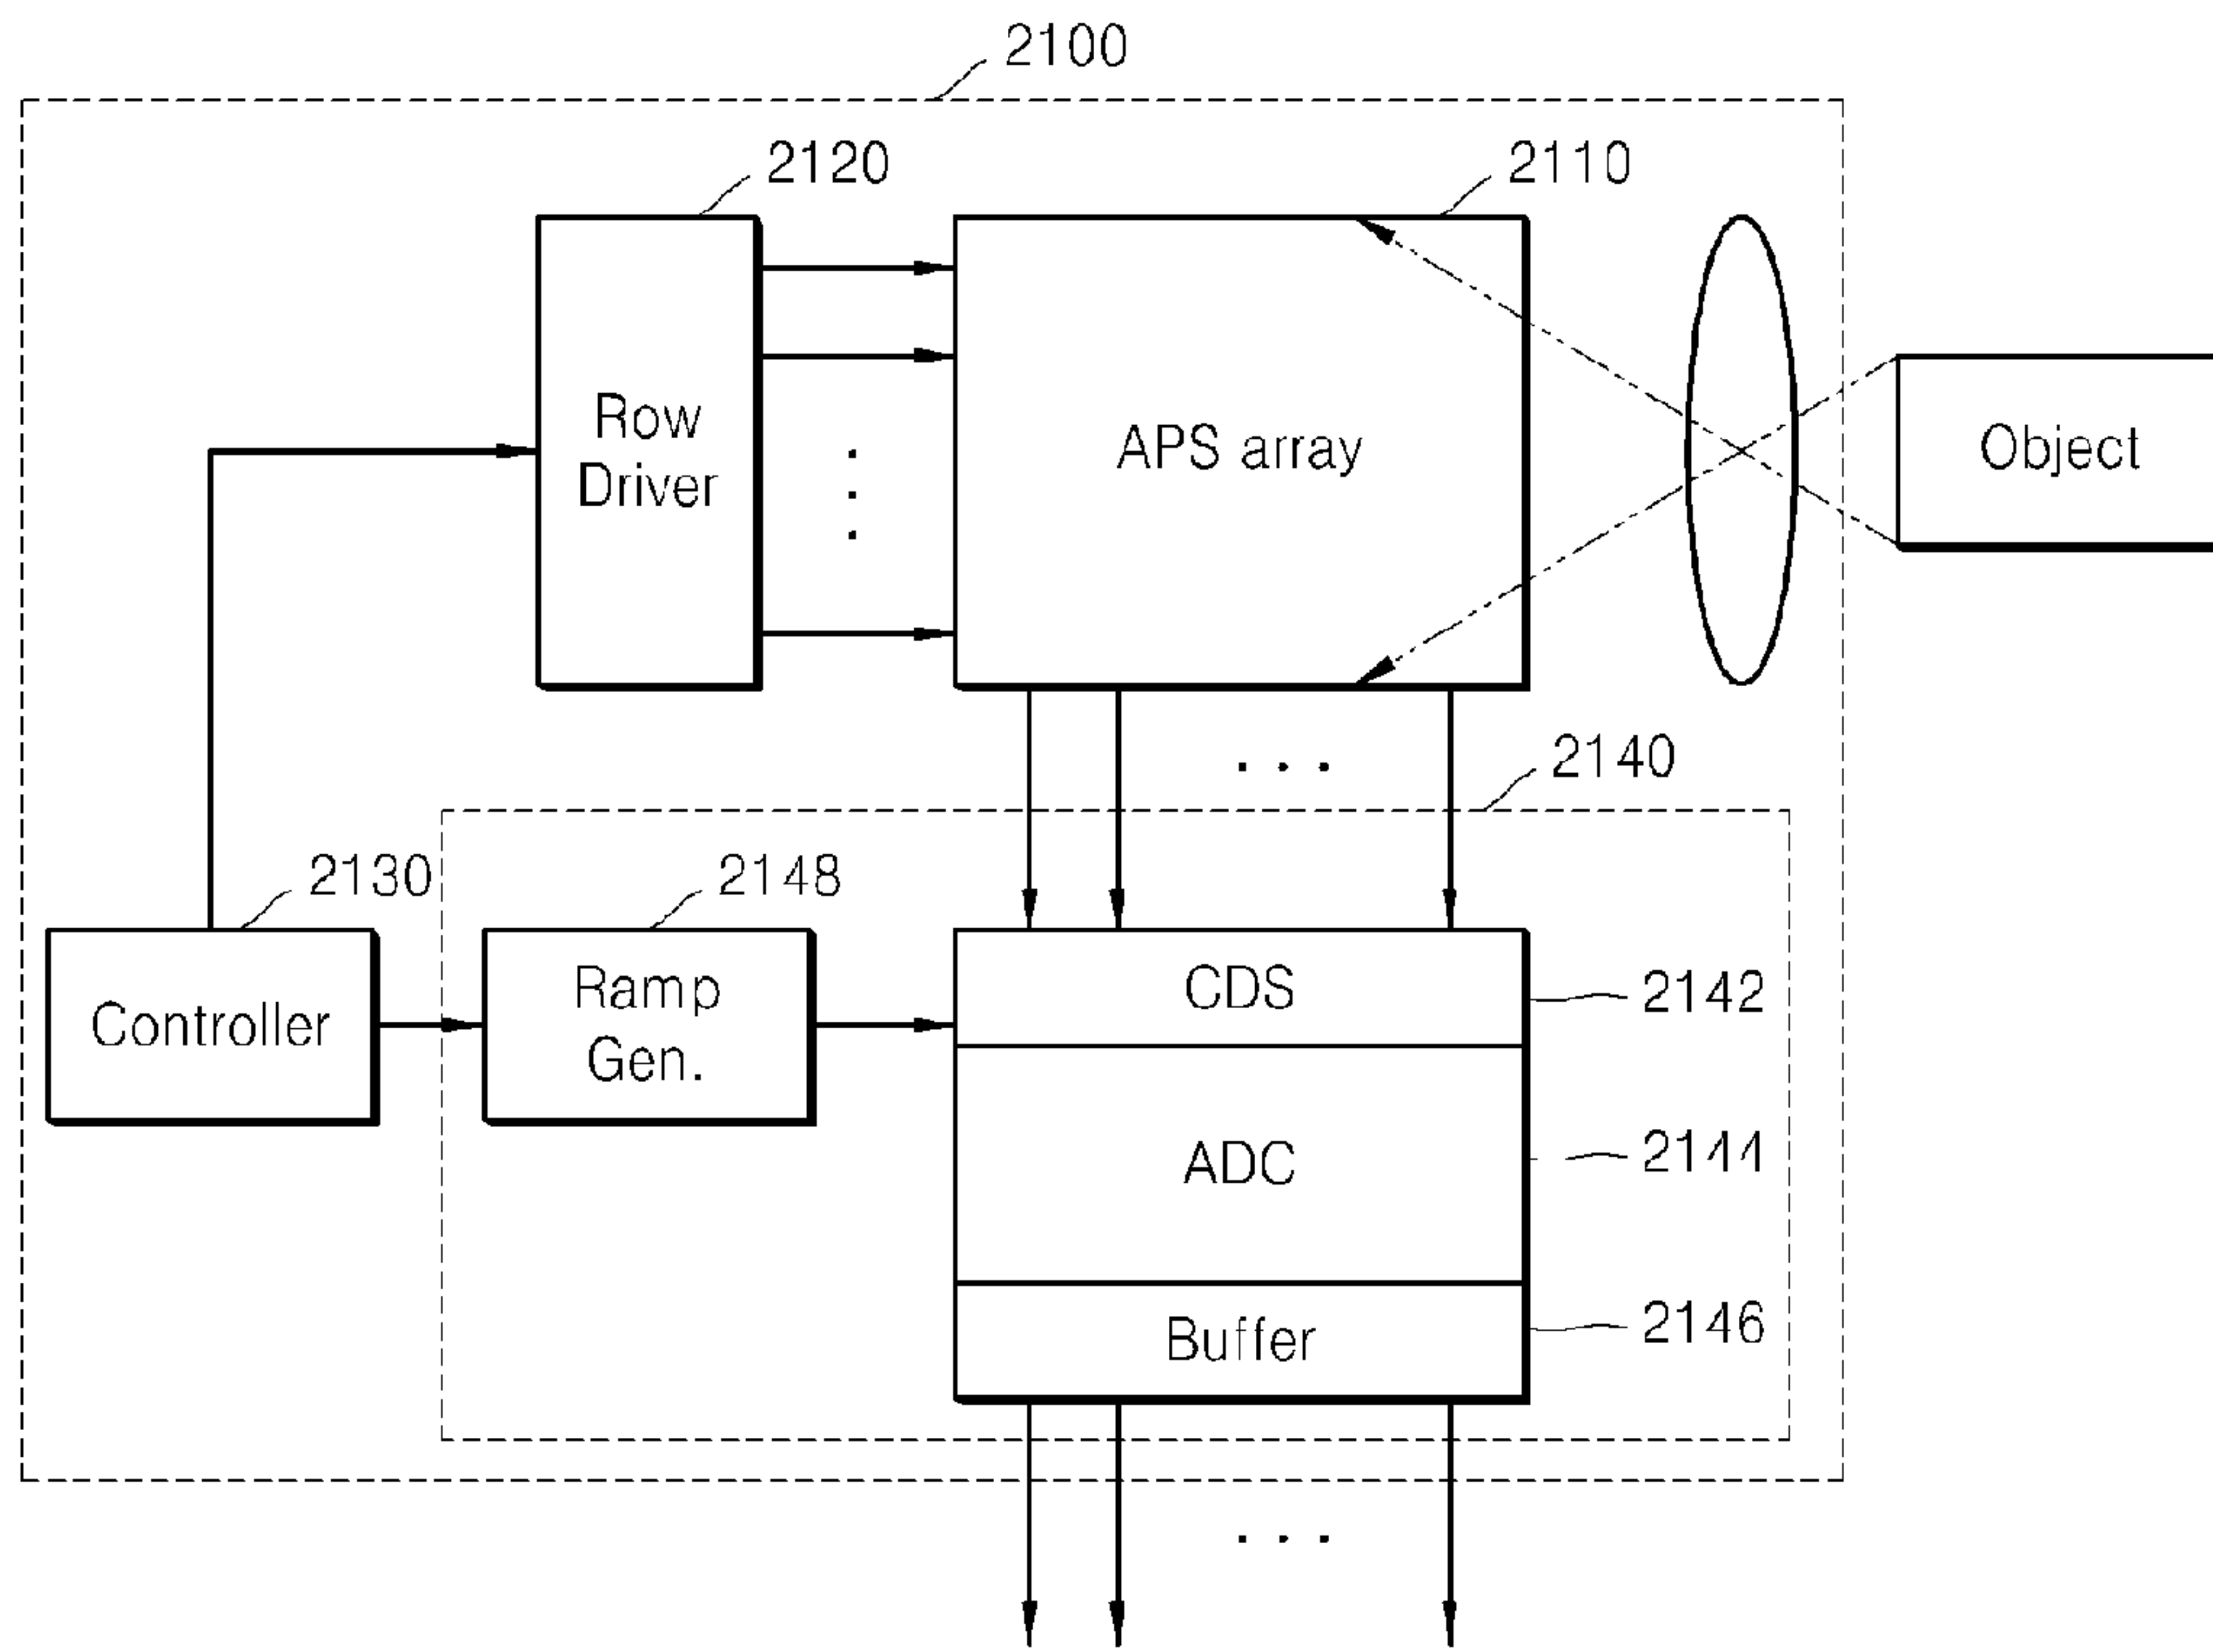 2100
2120
2110
Row
Driver
APS array
Object
2140
2130
2148
Controller
Ramp
Gen.
CDS
2142
ADC
2144
Buffer
2146